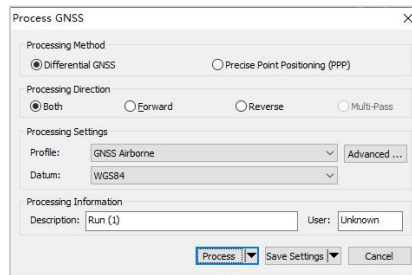 Process GNSS
Processing Method
Differential GNSS Precise Point Positioning (PPP)
Processing Direction
Both Forward Reverse Multi-Pass
Processing Settings
Profile: GNSS Airborne Advanced ...
Datum: WGS84
Processing Information
Description: Run (1) User: Unknown
Process Save Settings Cancel